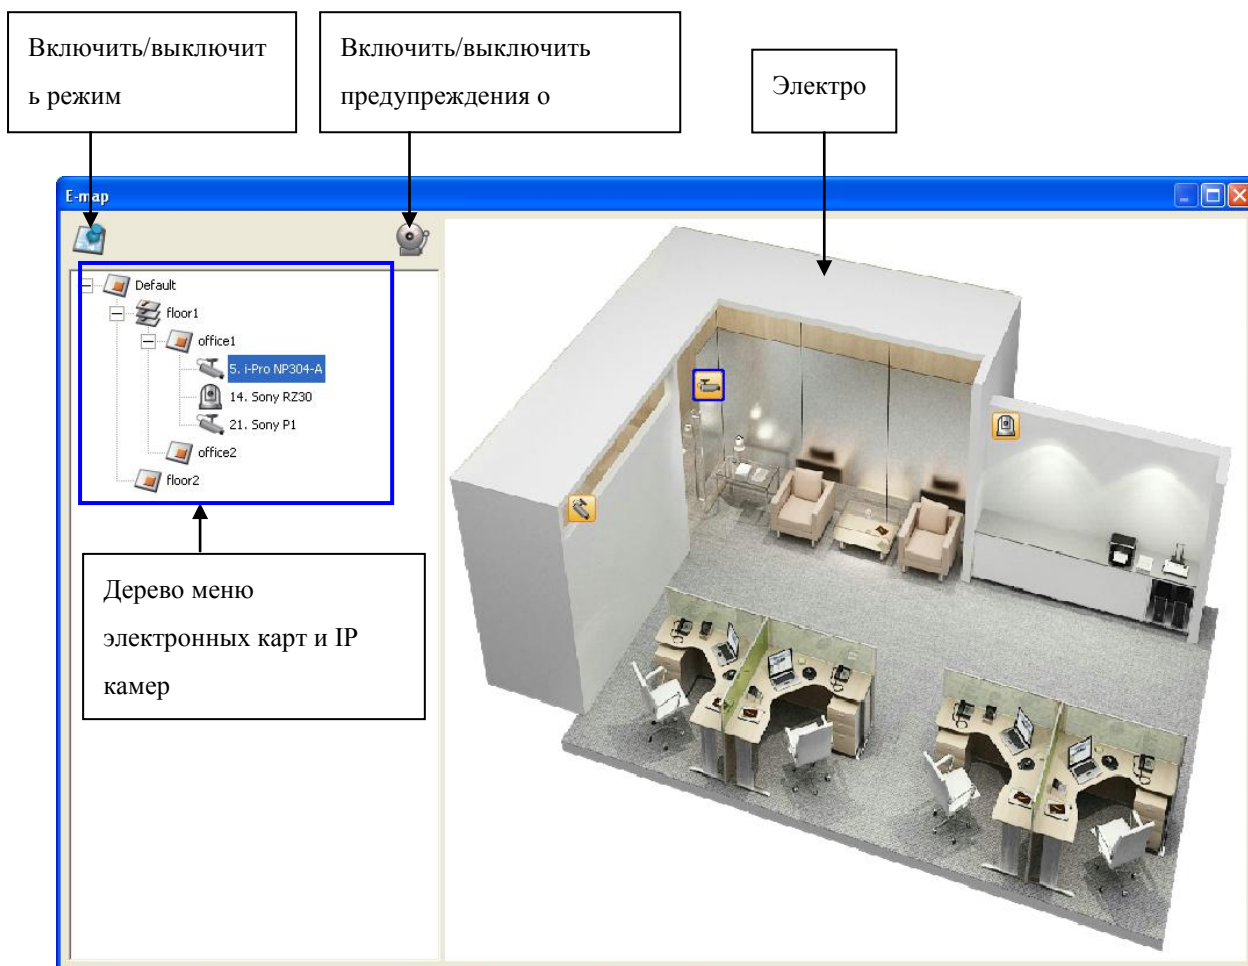 Включить/выключит
ь режим
Включить/выключить
предупреждения о
Электро
E-map
Default
floor1
office1
5. i-Pro NP304-A
14. Sony RZ30
21. Sony P1
office2
floor2
Дерево меню
электронных карт и IP
камер